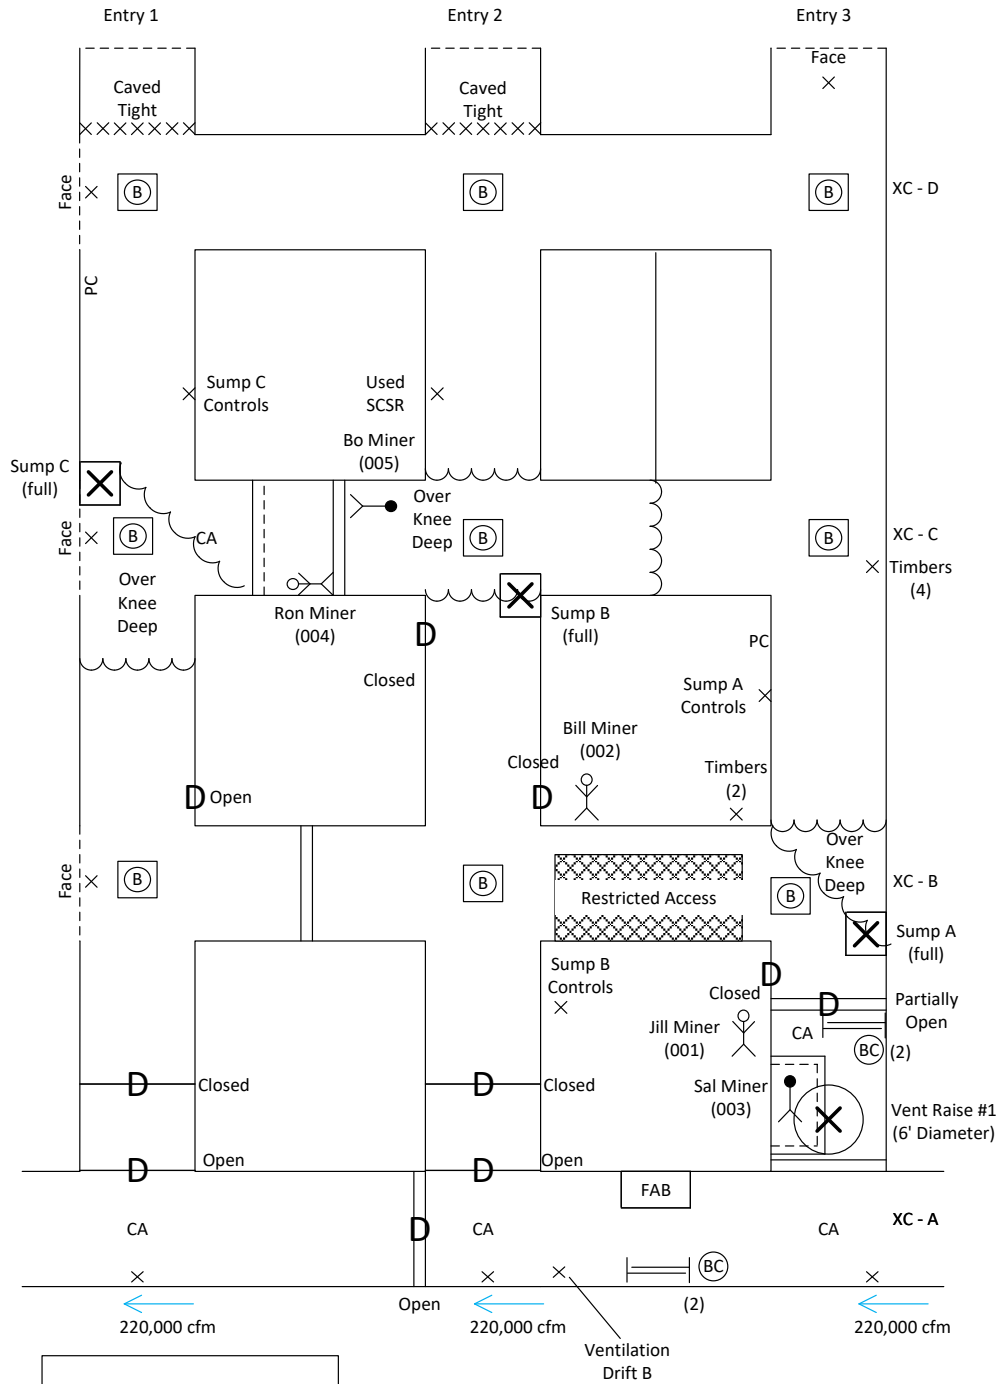 Entry 1
Entry 2
Entry 3
Caved
Tight
Caved
Tight
Face
Face
B
B
B
XC - D
PC
Sump C
Controls
Used
SCSR
Bo Miner
(005)
Sump C
(full)
Over
Knee
Deep
Face
B
CA
B
B
XC - C
Timbers
(4)
Over
Knee
Deep
Ron Miner
(004)
Sump B
(full)
D
PC
Closed
Sump A
Controls
Bill Miner
(002)
Closed
Timbers
(2)
D
Open
D
Over
Knee
Deep
Face
B
B
Restricted Access
B
XC - B
Sump A
(full)
Sump B
Controls
D
Closed
D
Partially
Open
Jill Miner
(001)
CA
BC
(2)
D
Closed
D
Closed
Sal Miner
(003)
Vent Raise #1
(6' Diameter)
D
Open
D
Open
FAB
CA
D
CA
CA
XC - A
BC
Open
(2)
220,000 cfm
220,000 cfm
220,000 cfm
Ventilation
Drift B